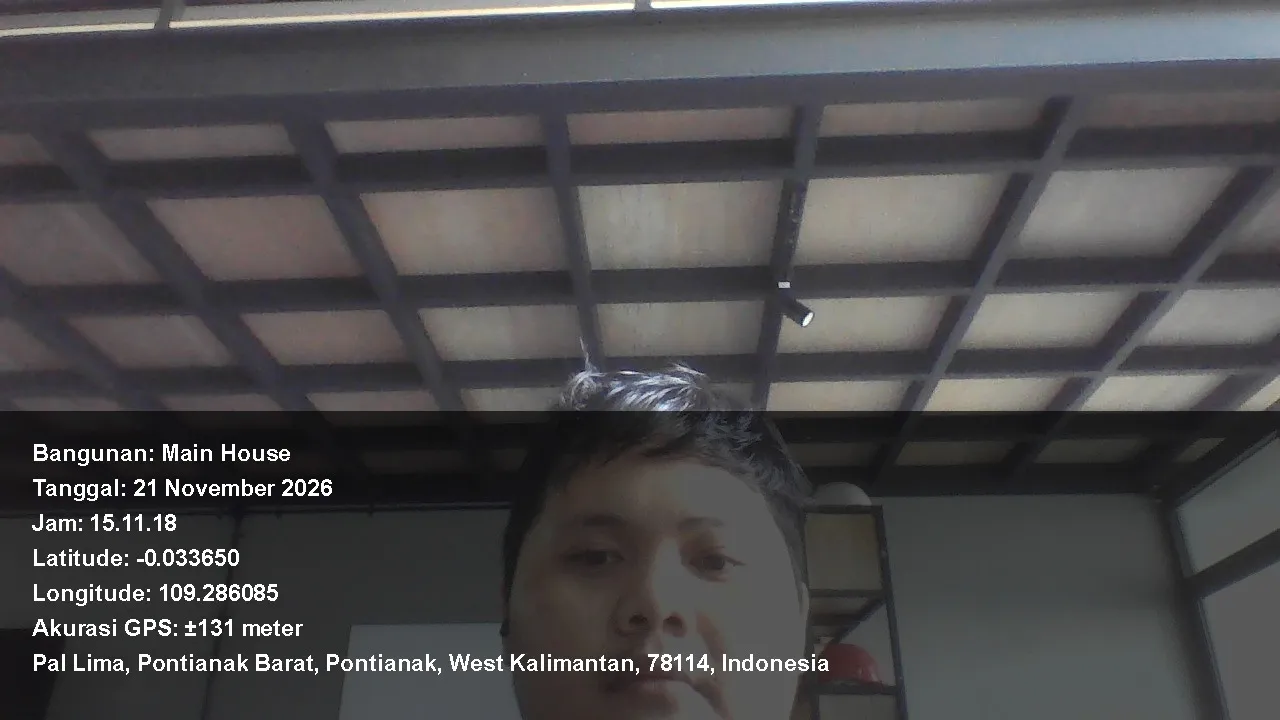 Bangunan: Main House
Tanggal: 21 November 2026
Jam: 15.11.18
Latitude: -0.033650
Longitude: 109.286085
Akurasi GPS: ±131 meter
Pal Lima, Pontianak Barat, Pontianak, West Kalimantan, 78114, Indonesia